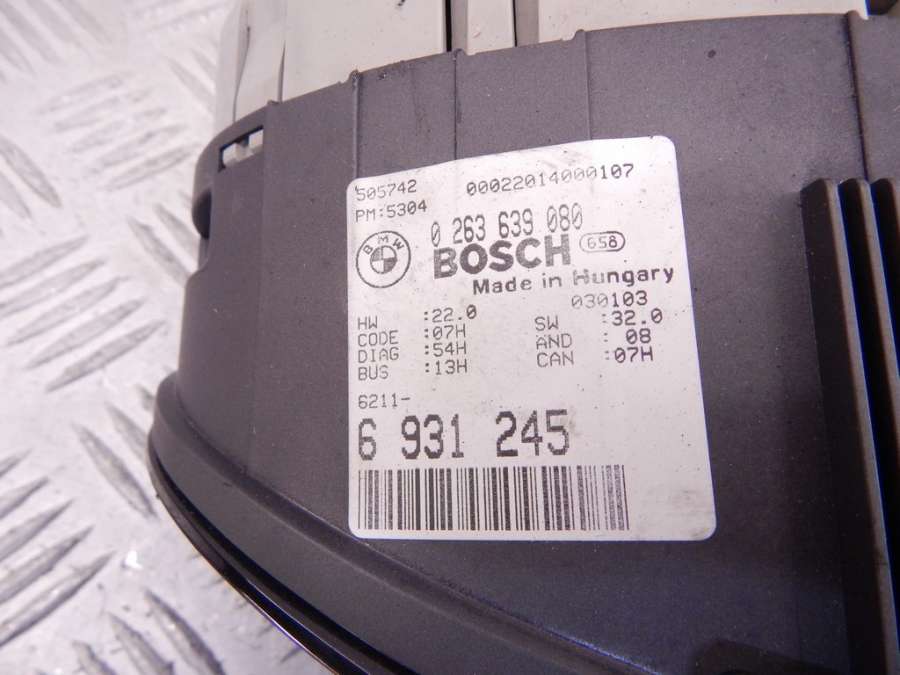 505742 00022014000107
PM:5304
0 263 639 080
BMW
BOSCH 658
Made in Hungary
030103
HW :22.0 SW :32.0
CODE :07H AND : 08
DIAG :54H CAN :07H
BUS :13H
6211-
6 931 245